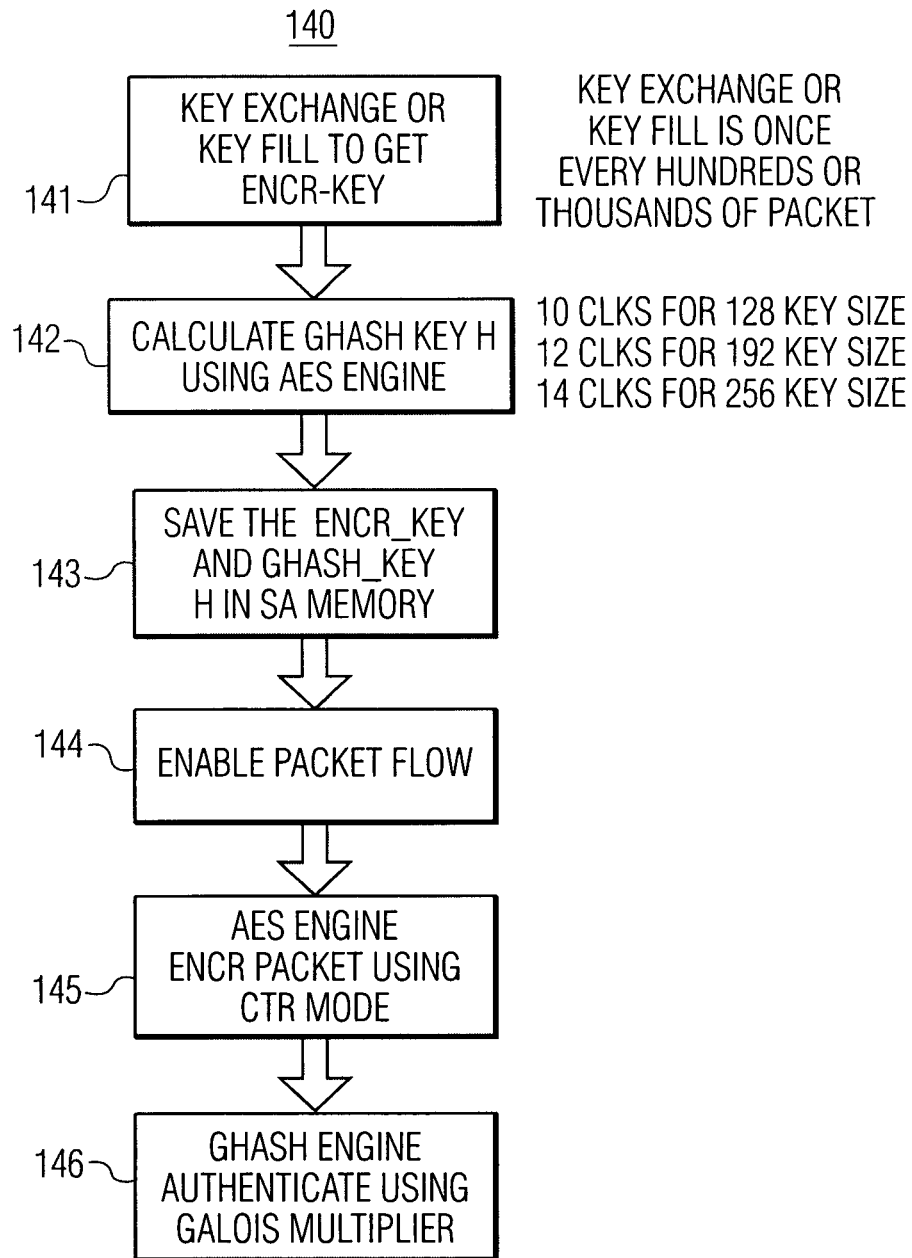 140
KEY EXCHANGE OR
KEY FILL TO GET
ENCR-KEY
141
KEY EXCHANGE OR
KEY FILL IS ONCE
EVERY HUNDREDS OR
THOUSANDS OF PACKET
142
CALCULATE GHASH KEY H
USING AES ENGINE
10 CLKS FOR 128 KEY SIZE
12 CLKS FOR 192 KEY SIZE
14 CLKS FOR 256 KEY SIZE
143
SAVE THE ENCR_KEY
AND GHASH_KEY
H IN SA MEMORY
144
ENABLE PACKET FLOW
145
AES ENGINE
ENCR PACKET USING
CTR MODE
146
GHASH ENGINE
AUTHENTICATE USING
GALOIS MULTIPLIER